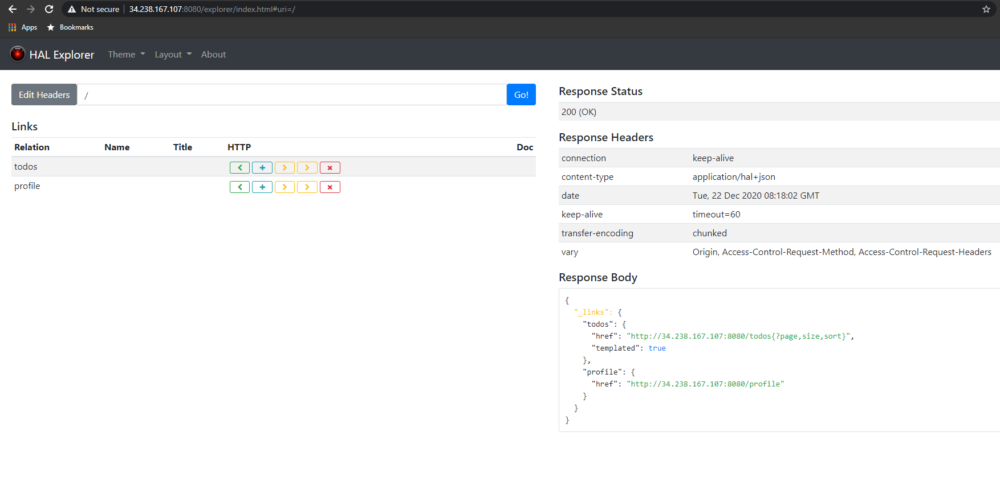 Not secure 34.238.167.107:8080/explorer/index.html#uri=/
Apps Bookmarks
HAL Explorer Theme Layout About
Edit Headers / Go!
Links
Relation Name Title HTTP Doc
todos
profile
Response Status
200 (OK)
Response Headers
connection keep-alive
content-type application/hal+json
date Tue, 22 Dec 2020 08:18:02 GMT
keep-alive timeout=60
transfer-encoding chunked
vary Origin, Access-Control-Request-Method, Access-Control-Request-Headers
Response Body
{
"_links": {
"todos": {
"href": "http://34.238.167.107:8080/todos{?page,size,sort}",
"templated": true
},
"profile": {
"href": "http://34.238.167.107:8080/profile"
}
}
}